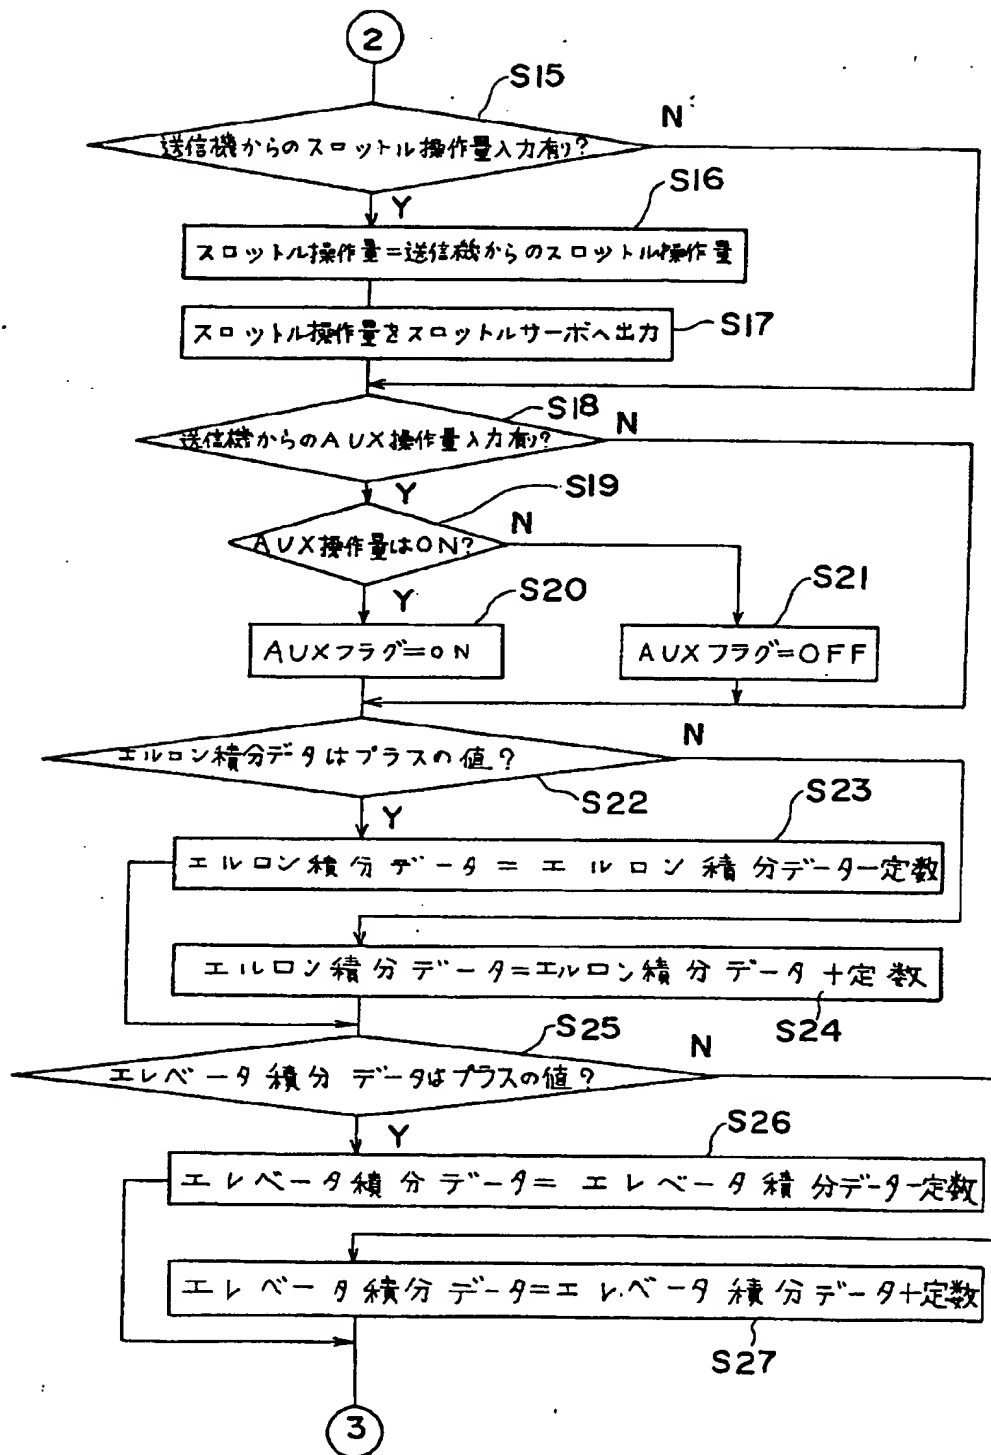 2
S15
N
送信機からのスロットル操作量入力有り?
S16
Y
スロットル操作量=送信機からのスロットル操作量
スロットル操作量をスロットルサーボへ出力
S17
S18
N
送信機からのAUX操作量入力有り?
Y
S19
N
AUX操作量はON?
Y
S20
S21
AUXフラグ=ON
AUXフラグ=OFF
N
エルロン積分データはプラスの値?
S22
S23
Y
エルロン積分データ=エルロン積分データー定数
エルロン積分データ=エルロン積分データ+定数
S24
S25
N
エレベータ積分データはプラスの値?
Y
S26
エレベータ積分データ=エレベータ積分データー定数
エレベータ積分データ=エレベータ積分データ+定数
S27
3